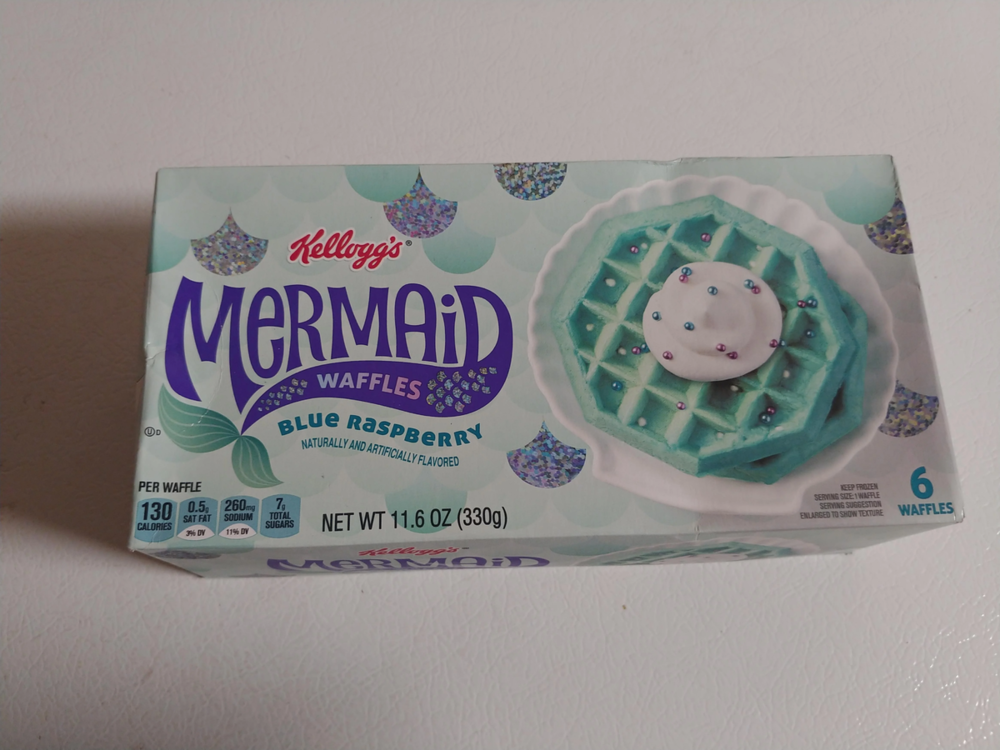 Kellogg's®
MERMAiD
WAFFLES
BLUE RASPBERRY
NATURALLY AND ARTIFICIALLY FLAVORED
U D
PER WAFFLE
130
CALORIES
0.5g
SAT FAT
3% DV
260mg
SODIUM
11% DV
7g
TOTAL
SUGARS
NET WT 11.6 OZ (330g)
KEEP FROZEN
SERVING SIZE: 1 WAFFLE
SERVING SUGGESTION
ENLARGED TO SHOW TEXTURE
6
WAFFLES
Kellogg's®
MERMAiD